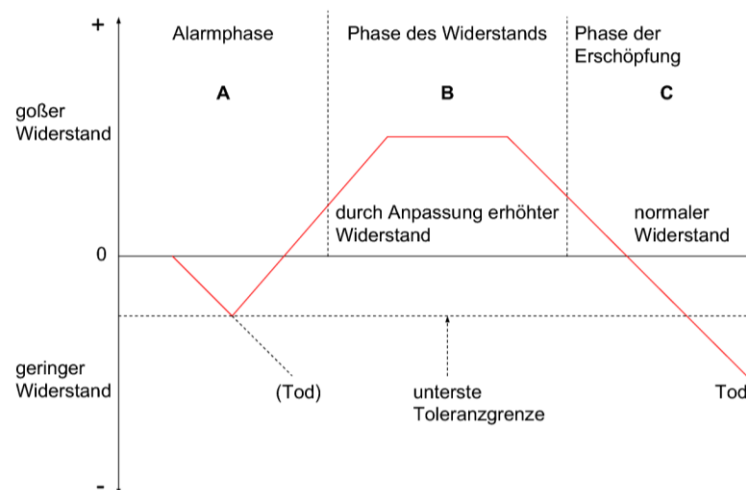 +
Alarmphase
Phase des Widerstands
Phase der
Erschöpfung
A
B
C
goßer
Widerstand
durch Anpassung erhöhter
Widerstand
normaler
Widerstand
0
geringer
Widerstand
(Tod)
unterste
Toleranzgrenze
Tod
-